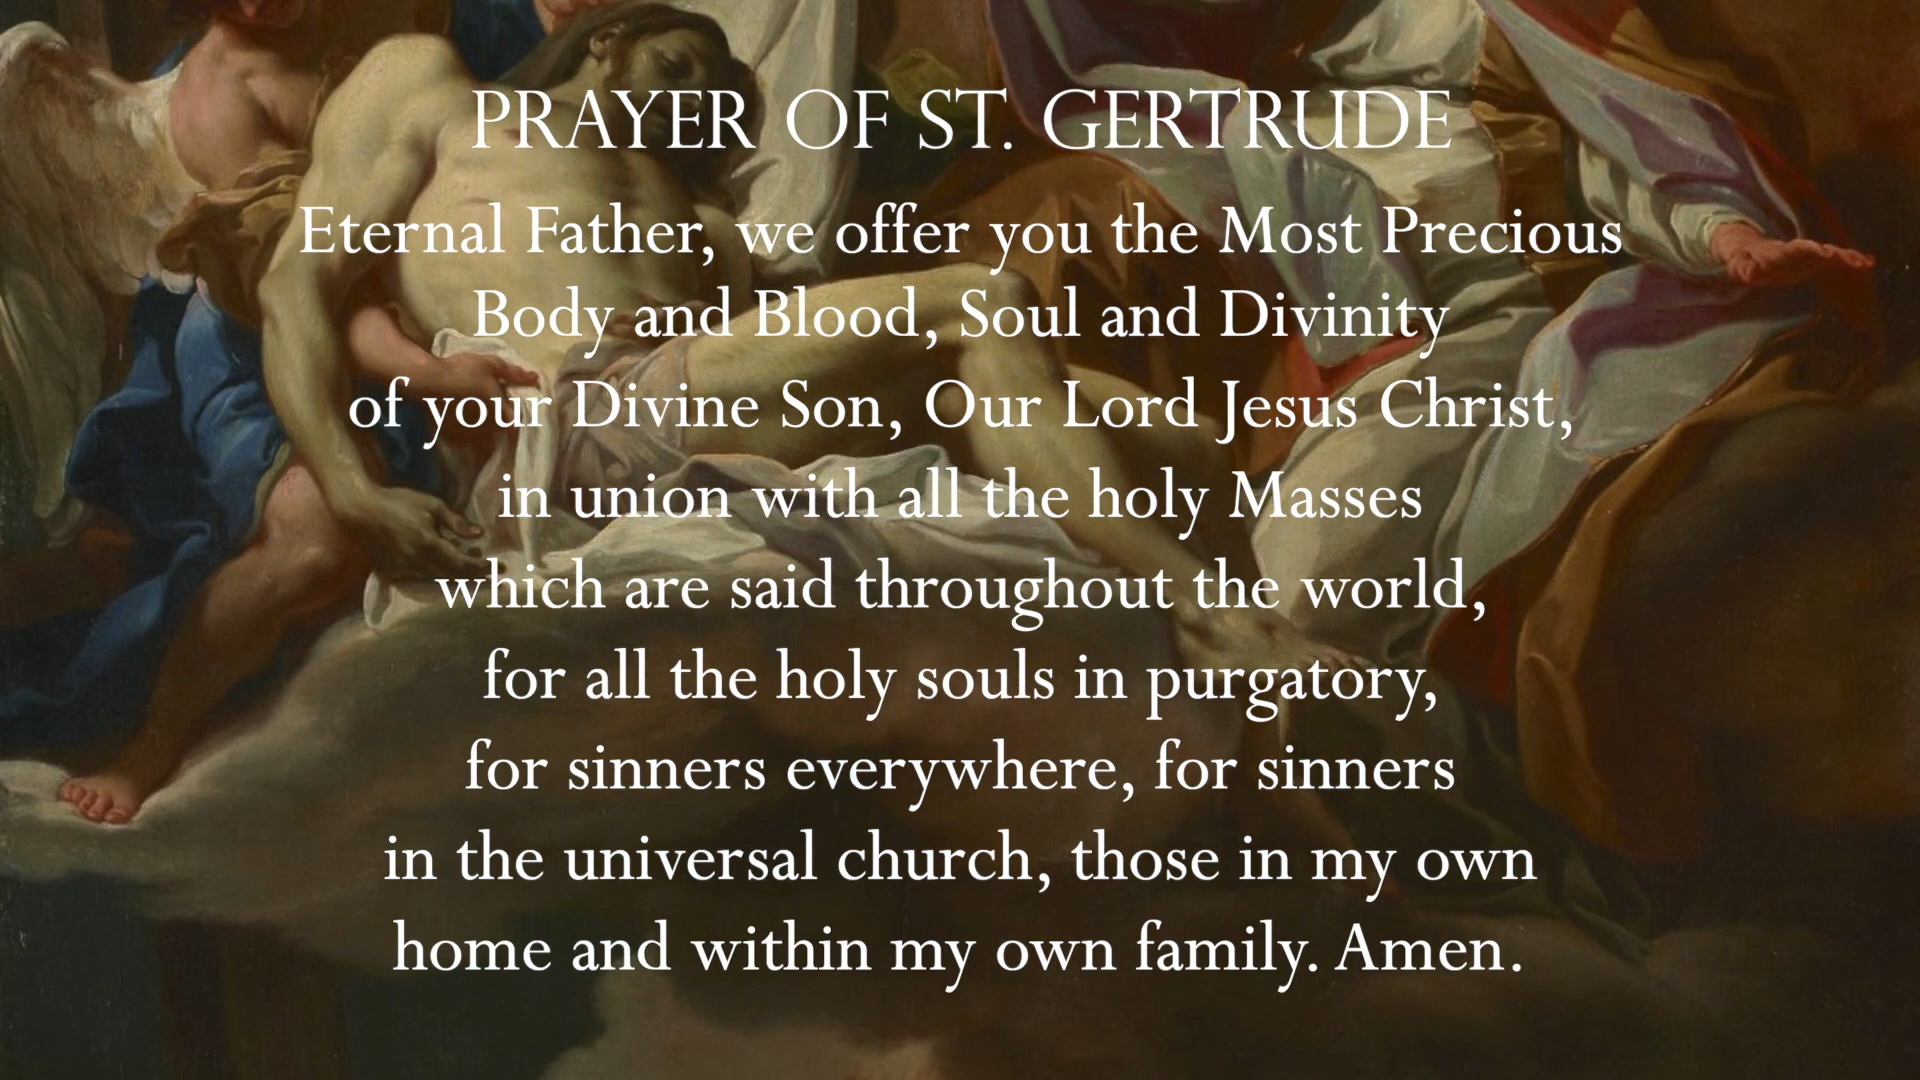 PRAYER OF ST. GERTRUDE
Eternal Father, we offer you the Most Precious
Body and Blood, Soul and Divinity
of your Divine Son, Our Lord Jesus Christ,
in union with all the holy Masses
which are said throughout the world,
for all the holy souls in purgatory,
for sinners everywhere, for sinners
in the universal church, those in my own
home and within my own family. Amen.